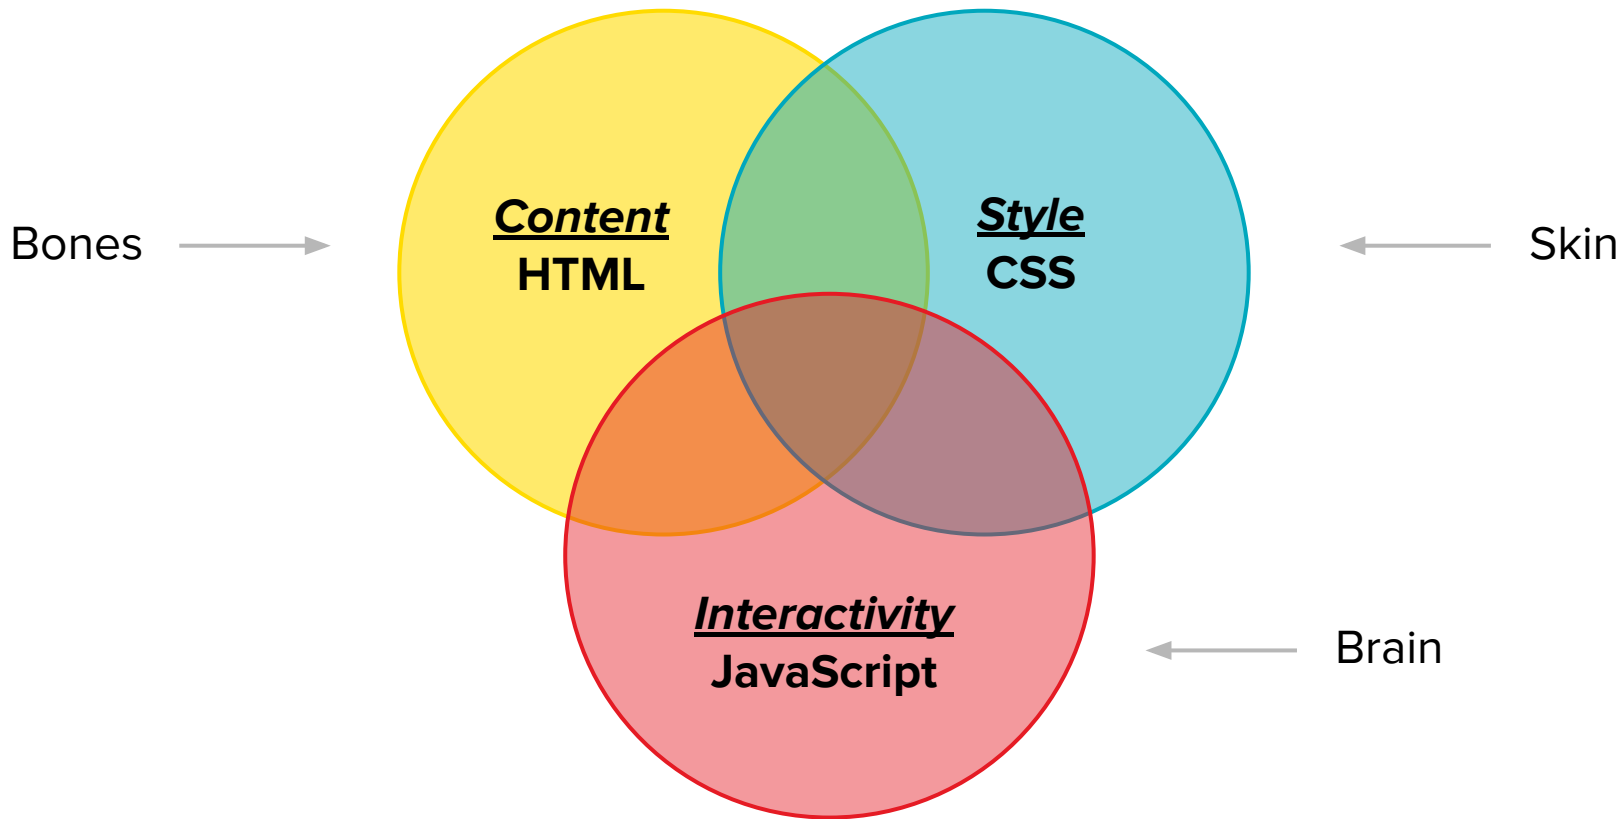 Content
HTML
Style
CSS
Bones
Skin
Interactivity
JavaScript
Brain